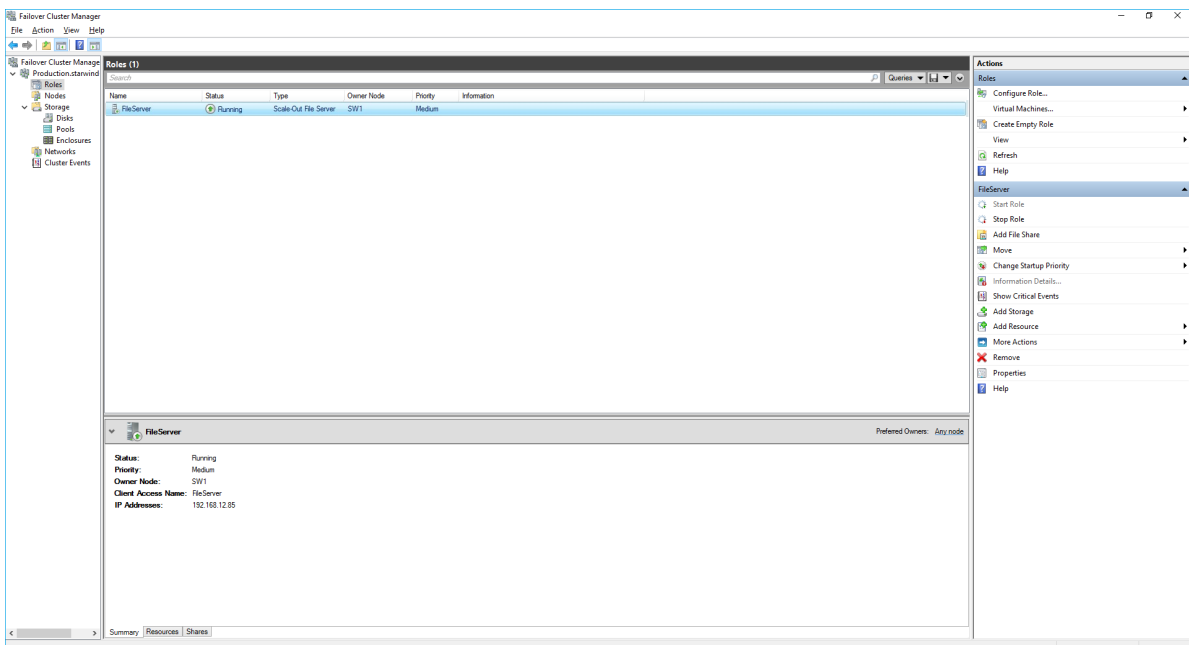 Failover Cluster Manager
File Action View Help
Failover Cluster Manage
Production.starwind
Roles
Nodes
Storage
Disks
Pools
Enclosures
Networks
Cluster Events
Roles (1)
Search
Queries
Name Status Type Owner Node Priority Information
FileServer Running Scale-Out File Server SW1 Medium
FileServer
Preferred Owners: Any node
Status: Running
Priority: Medium
Owner Node: SW1
Client Access Name: FileServer
IP Addresses: 192.168.12.85
Summary Resources Shares
Actions
Roles
Configure Role...
Virtual Machines...
Create Empty Role
View
Refresh
Help
FileServer
Start Role
Stop Role
Add File Share
Move
Change Startup Priority
Information Details...
Show Critical Events
Add Storage
Add Resource
More Actions
Remove
Properties
Help